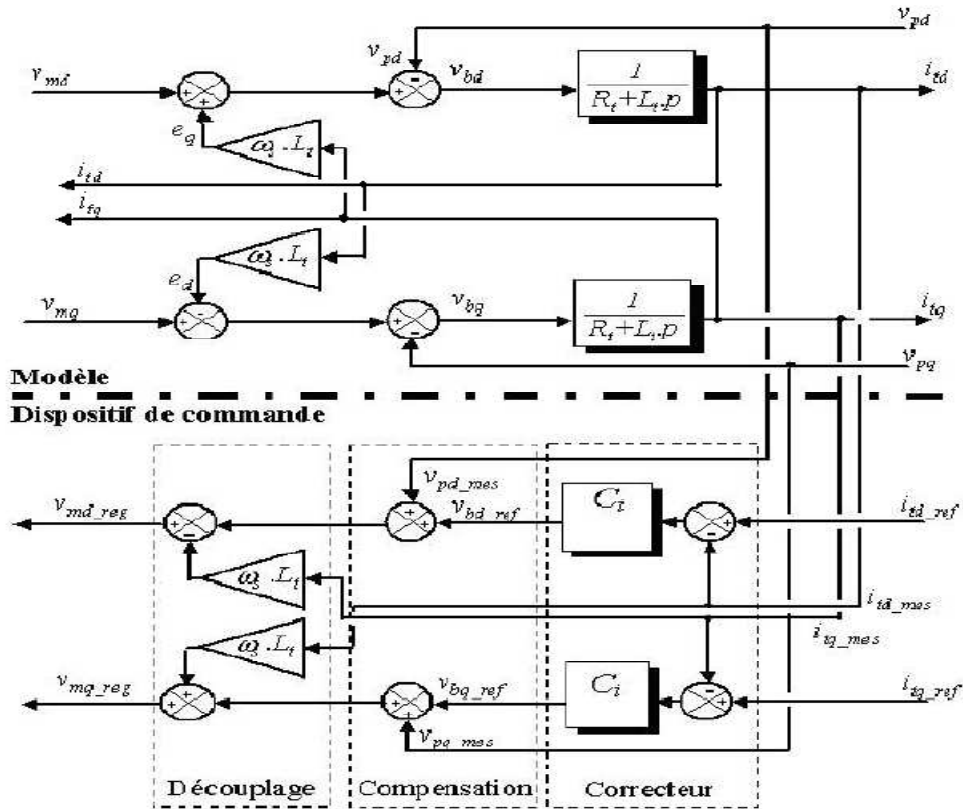 v_pd
v_md
v_pd
v_bd
1
R_t+L_t.p
i_td
e_q
ω_s.L_t
i_td
i_tq
ω_s.L_t
e_d
v_mq
v_bq
1
R_t+L_t.p
i_tq
v_pq
Modèle
Dispositif de commande
v_pd_mes
v_md_reg
v_bd_ref
C_i
i_td_ref
ω_s.L_t
i_td_mes
i_tq_mes
ω_s.L_t
v_mq_reg
v_bq_ref
C_i
i_tq_ref
v_pq_mes
Découplage
Compensation
Correcteur